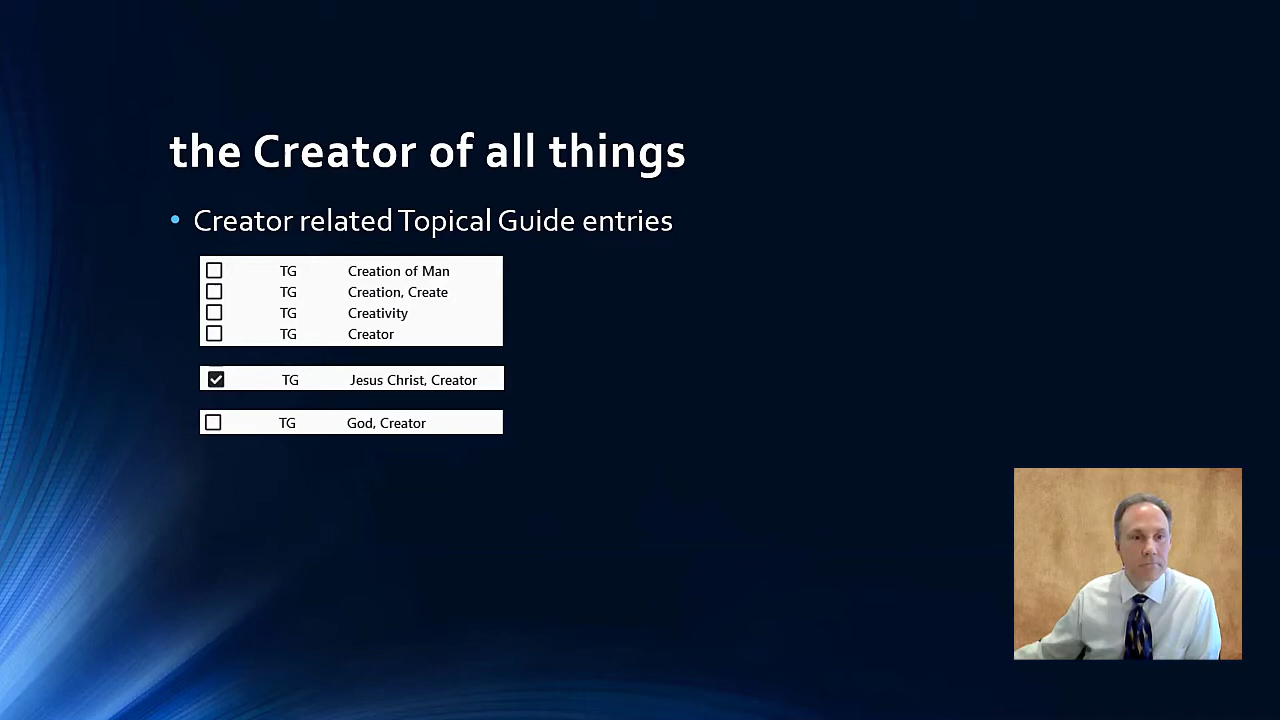 the Creator of all things
• Creator related Topical Guide entries
TG Creation of Man
TG Creation, Create
TG Creativity
TG Creator
TG Jesus Christ, Creator
TG God, Creator